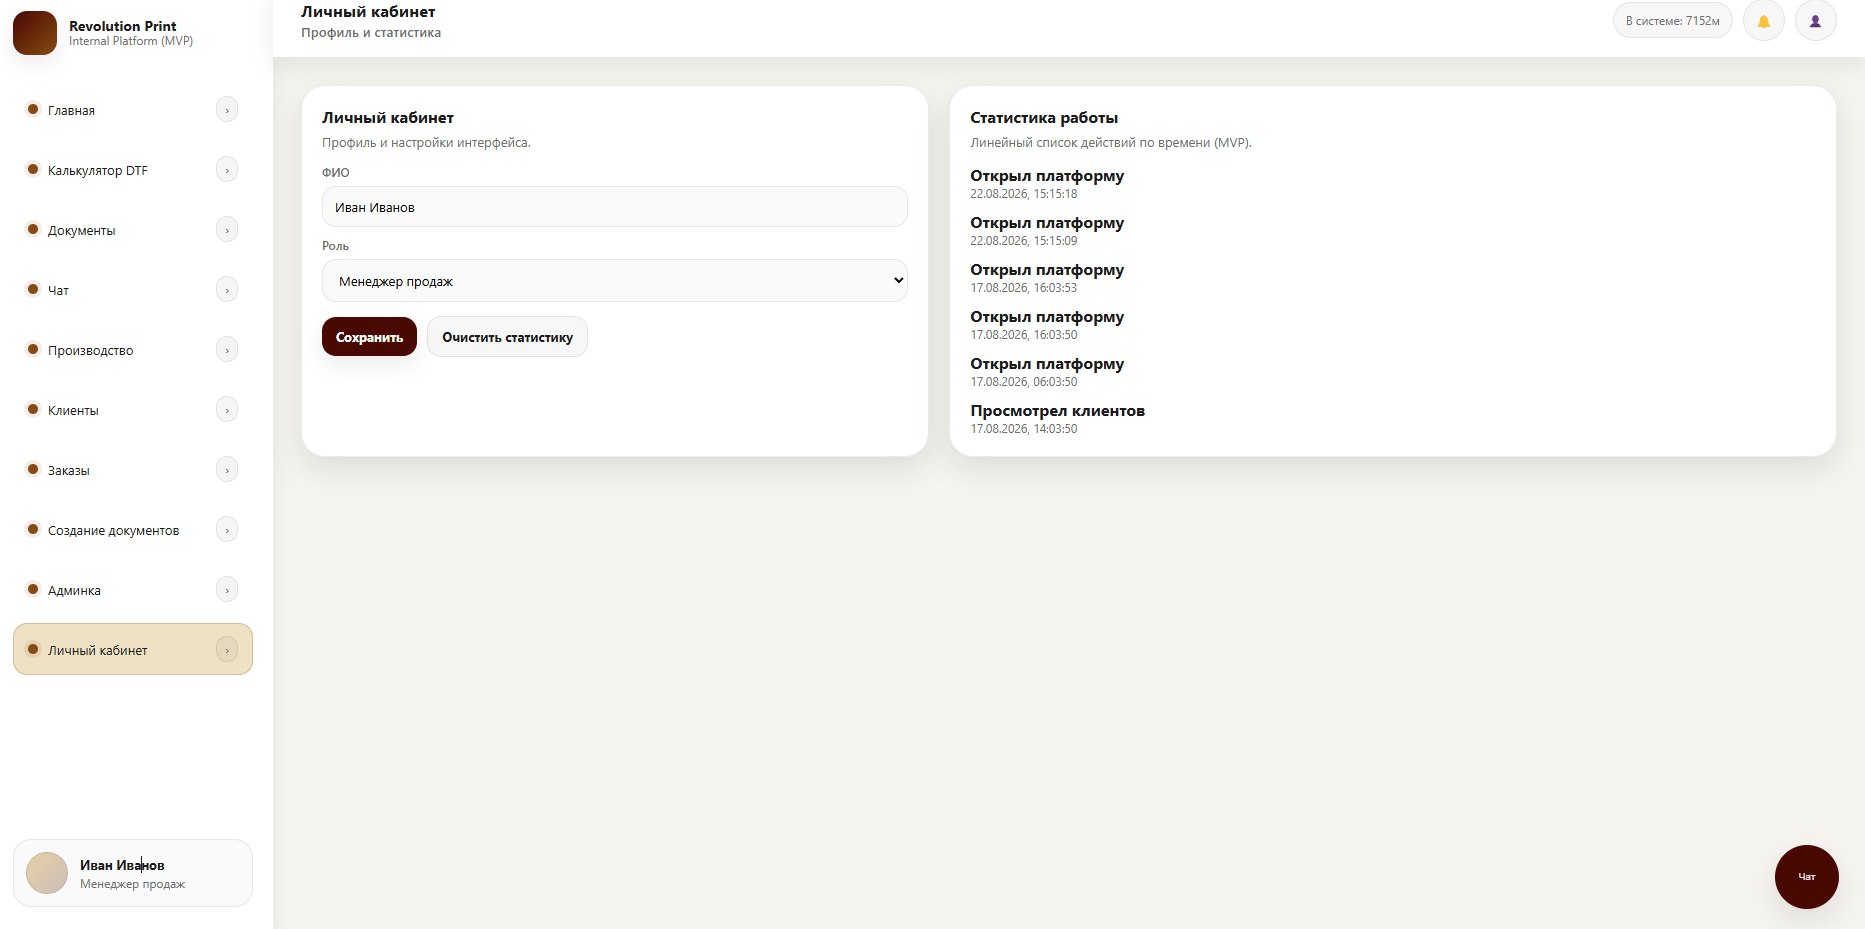 Revolution Print
Internal Platform (MVP)
Главная
Калькулятор DTF
Документы
Чат
Производство
Клиенты
Заказы
Создание документов
Админка
Личный кабинет
Иван Иванов
Менеджер продаж
Личный кабинет
Профиль и статистика
В системе: 7152м
Личный кабинет
Профиль и настройки интерфейса.
ФИО
Иван Иванов
Роль
Менеджер продаж
Сохранить Очистить статистику
Статистика работы
Линейный список действий по времени (MVP).
Открыл платформу
22.08.2026, 15:15:18
Открыл платформу
22.08.2026, 15:15:09
Открыл платформу
17.08.2026, 16:03:53
Открыл платформу
17.08.2026, 16:03:50
Открыл платформу
17.08.2026, 06:03:50
Просмотрел клиентов
17.08.2026, 14:03:50
Чат